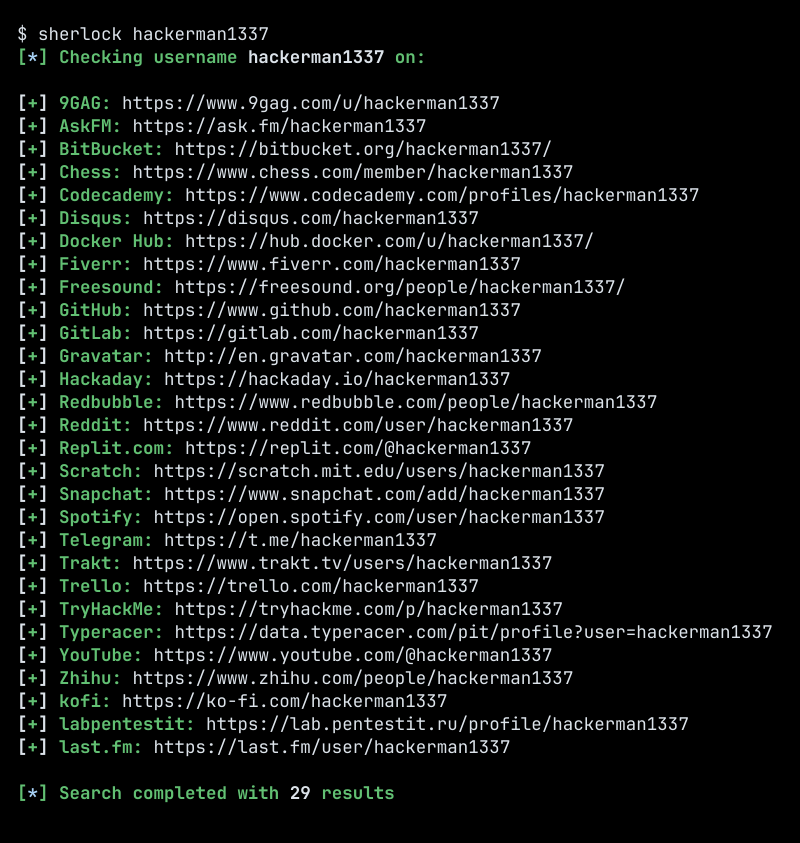 $ sherlock hackerman1337
[*] Checking username hackerman1337 on:
[+] 9GAG: https://www.9gag.com/u/hackerman1337
[+] AskFM: https://ask.fm/hackerman1337
[+] BitBucket: https://bitbucket.org/hackerman1337/
[+] Chess: https://www.chess.com/member/hackerman1337
[+] Codecademy: https://www.codecademy.com/profiles/hackerman1337
[+] Disqus: https://disqus.com/hackerman1337
[+] Docker Hub: https://hub.docker.com/u/hackerman1337/
[+] Fiverr: https://www.fiverr.com/hackerman1337
[+] Freesound: https://freesound.org/people/hackerman1337/
[+] GitHub: https://www.github.com/hackerman1337
[+] GitLab: https://gitlab.com/hackerman1337
[+] Gravatar: http://en.gravatar.com/hackerman1337
[+] Hackaday: https://hackaday.io/hackerman1337
[+] Redbubble: https://www.redbubble.com/people/hackerman1337
[+] Reddit: https://www.reddit.com/user/hackerman1337
[+] Replit.com: https://replit.com/@hackerman1337
[+] Scratch: https://scratch.mit.edu/users/hackerman1337
[+] Snapchat: https://www.snapchat.com/add/hackerman1337
[+] Spotify: https://open.spotify.com/user/hackerman1337
[+] Telegram: https://t.me/hackerman1337
[+] Trakt: https://www.trakt.tv/users/hackerman1337
[+] Trello: https://trello.com/hackerman1337
[+] TryHackMe: https://tryhackme.com/p/hackerman1337
[+] Typeracer: https://data.typeracer.com/pit/profile?user=hackerman1337
[+] YouTube: https://www.youtube.com/@hackerman1337
[+] Zhihu: https://www.zhihu.com/people/hackerman1337
[+] kofi: https://ko-fi.com/hackerman1337
[+] labpentestit: https://lab.pentestit.ru/profile/hackerman1337
[+] last.fm: https://last.fm/user/hackerman1337
[*] Search completed with 29 results